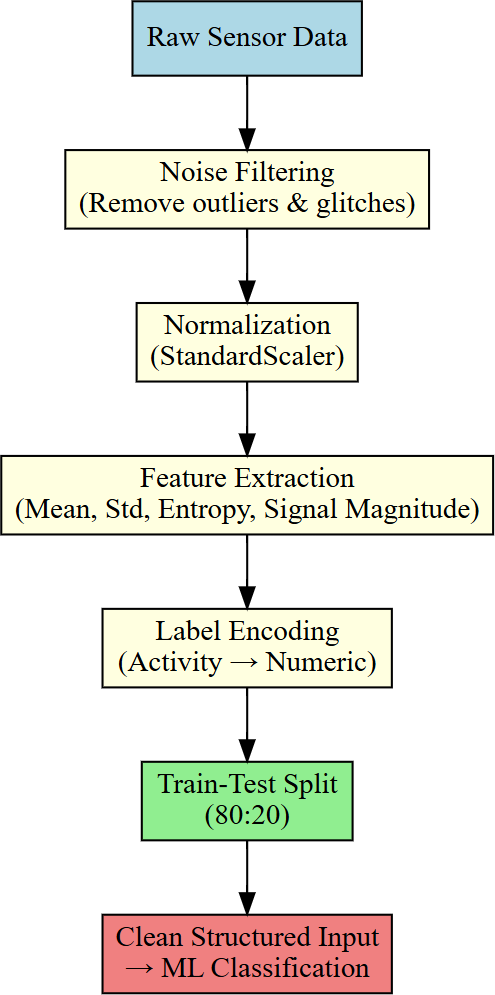 Raw Sensor Data
Noise Filtering
(Remove outliers & glitches)
Normalization
(StandardScaler)
Feature Extraction
(Mean, Std, Entropy, Signal Magnitude)
Label Encoding
(Activity → Numeric)
Train-Test Split
(80:20)
Clean Structured Input
→ ML Classification